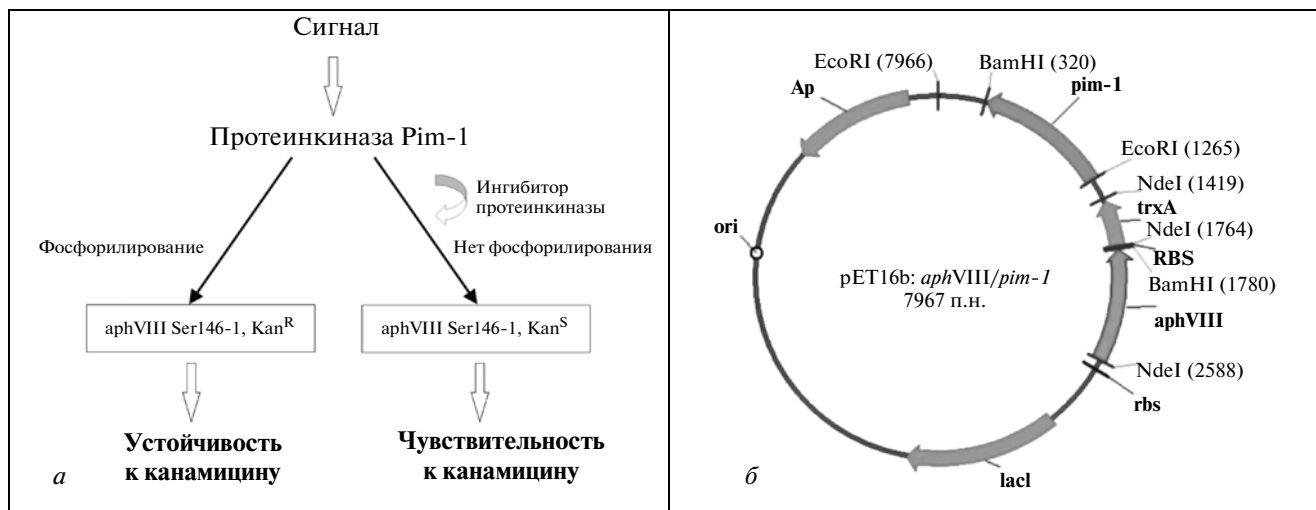 Сигнал
Протеинкиназа Pim-1
Ингибитор
протеинкиназы
Фосфорилирование
Нет фосфорилирования
aphVIII Ser146-1, Kan^R
aphVIII Ser146-1, Kan^S
Устойчивость
к канамицину
Чувствительность
к канамицину
а
EcoRI (7966)
BamHI (320)
pim-1
Ap
EcoRI (1265)
NdeI (1419)
trxA
NdeI (1764)
RBS
BamHI (1780)
aphVIII
NdeI (2588)
rbs
lacI
ori
pET16b: aphVIII/pim-1
7967 п.н.
б